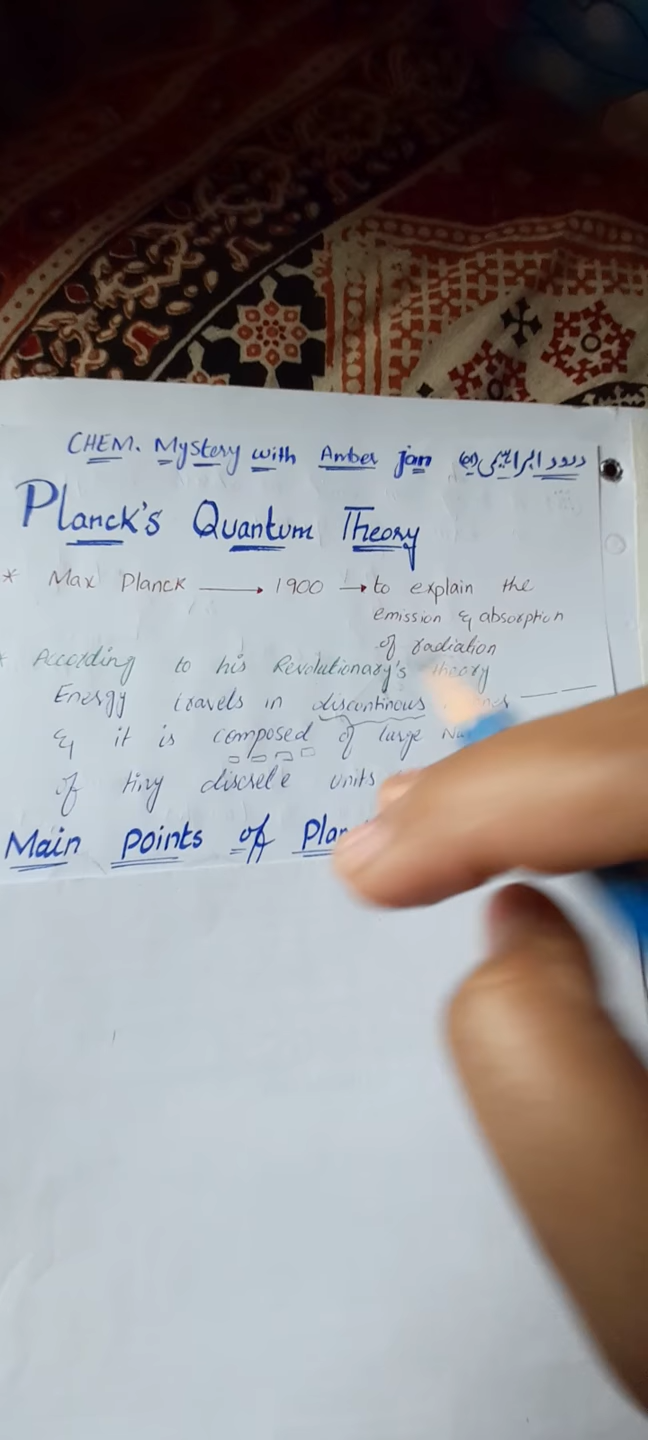 CHEM. Mystery with Amber jan درود ابراہیمی (ص)
Planck's Quantum Theory
* Max Planck → 1900 → to explain the
emission & absorption
of radiation
* According to his Revolutionary's theory
Energy travels in discontinous
& it is composed of large
of tiny discrete units
Main Points of